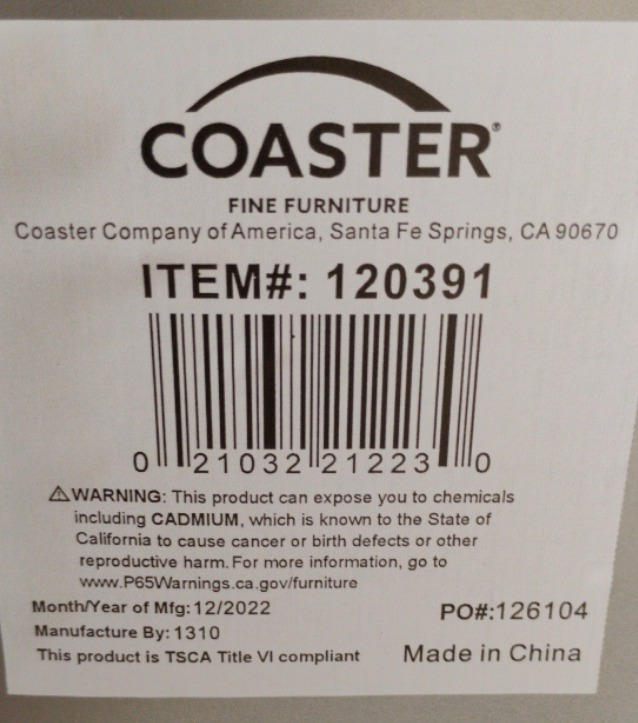 COASTER®
FINE FURNITURE
Coaster Company of America, Santa Fe Springs, CA 90670
ITEM#: 120391
0 21032 21223 0
⚠WARNING: This product can expose you to chemicals
including CADMIUM, which is known to the State of
California to cause cancer or birth defects or other
reproductive harm. For more information, go to
www.P65Warnings.ca.gov/furniture
Month/Year of Mfg: 12/2022
PO#:126104
Manufacture By: 1310
This product is TSCA Title VI compliant
Made in China